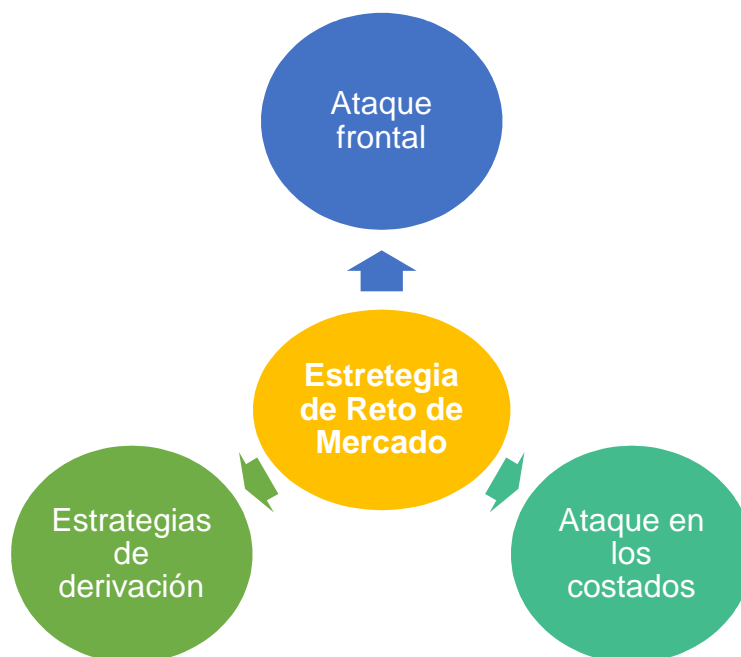 Ataque
frontal
Estretegia
de Reto de
Mercado
Estrategias
de
derivación
Ataque en
los
costados